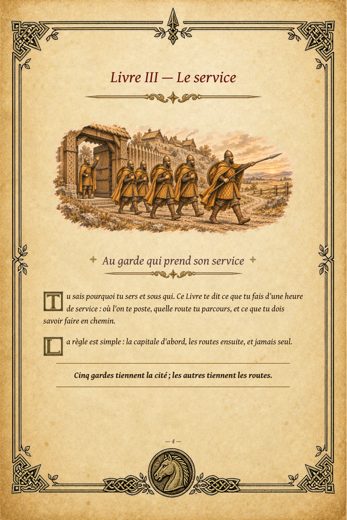 Livre III — Le service
Au garde qui prend son service
Tu sais pourquoi tu sers et sous qui. Ce Livre te dit ce que tu fais d'une heure
de service : où l'on te poste, quelle route tu parcours, et ce que tu dois
savoir faire en chemin.
La règle est simple : la capitale d'abord, les routes ensuite, et jamais seul.
Cinq gardes tiennent la cité ; les autres tiennent les routes.
— 4 —